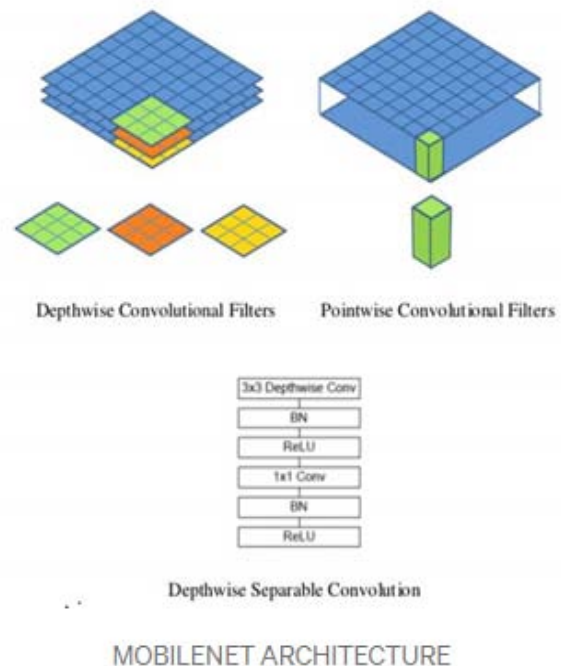 Depthwise Convolutional Filters
Pointwise Convolutional Filters
3x3 Depthwise Conv
BN
ReLU
1x1 Conv
BN
ReLU
Depthwise Separable Convolution
MOBILENET ARCHITECTURE